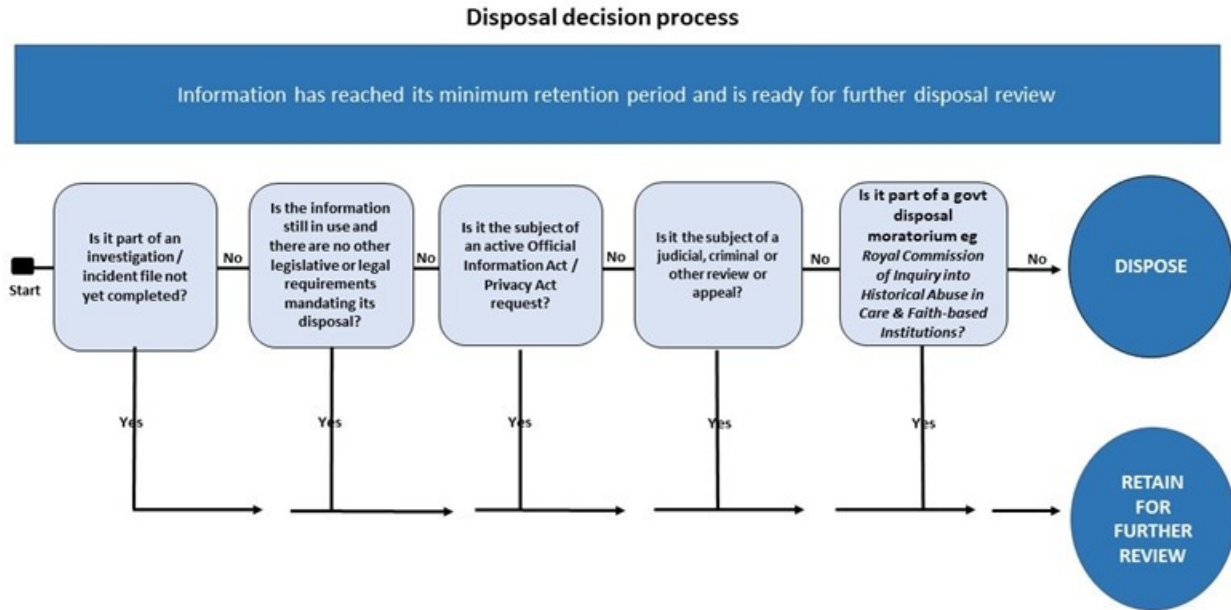 Disposal decision process
Information has reached its minimum retention period and is ready for further disposal review
Start
Is it part of an
investigation /
incident file not
yet completed?
No
Is the information
still in use and
there are no other
legislative or legal
requirements
mandating its
disposal?
No
Is it the subject of
an active Official
Information Act /
Privacy Act
request?
No
Is it the subject of a
judicial, criminal or
other review or
appeal?
No
Is it part of a govt
disposal
moratorium eg
Royal Commission
of Inquiry into
Historical Abuse in
Care & Faith-based
Institutions?
No
DISPOSE
Yes
Yes
Yes
Yes
Yes
RETAIN
FOR
FURTHER
REVIEW